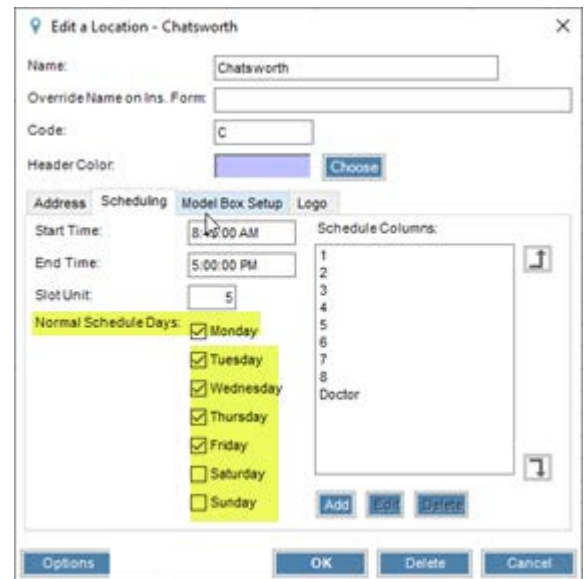 Edit a Location - Chatsworth
Name: Chatsworth
Override Name on Ins. Form:
Code: C
Header Color: Choose
Address Scheduling Model Box Setup Logo
Start Time: 00 AM Schedule Columns:
End Time: 5:00:00 PM
Slot Unit: 5
Normal Schedule Days:
Monday
Tuesday
Wednesday
Thursday
Friday
Saturday
Sunday
1
2
3
4
5
6
7
8
Doctor
Add Edit Delete
Options OK Delete Cancel